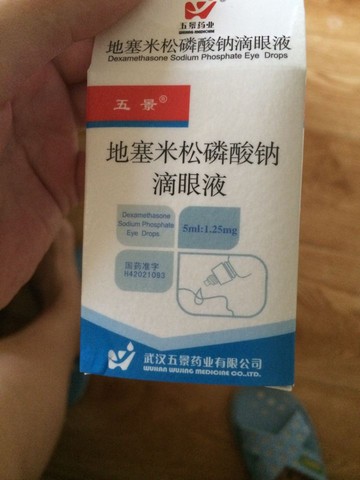 五景药业
WUJING MEDICINE
地塞米松磷酸钠滴眼液
Dexamethasone Sodium Phosphate Eye Drops
五景®
地塞米松磷酸钠
滴眼液
Dexamethasone
Sodium Phosphate
Eye Drops
5ml:1.25mg
国药准字
H42021093
武汉五景药业有限公司
WUHAN WUJING MEDICINE CO.,LTD.